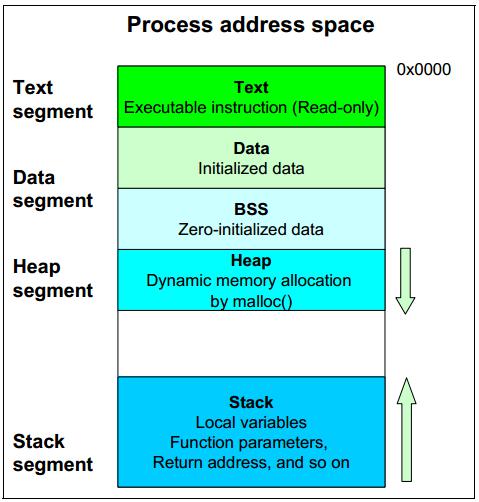 Process address space
0x0000
Text
segment
Text
Executable instruction (Read-only)
Data
segment
Data
Initialized data
BSS
Zero-initialized data
Heap
segment
Heap
Dynamic memory allocation
by malloc()
Stack
segment
Stack
Local variables
Function parameters,
Return address, and so on